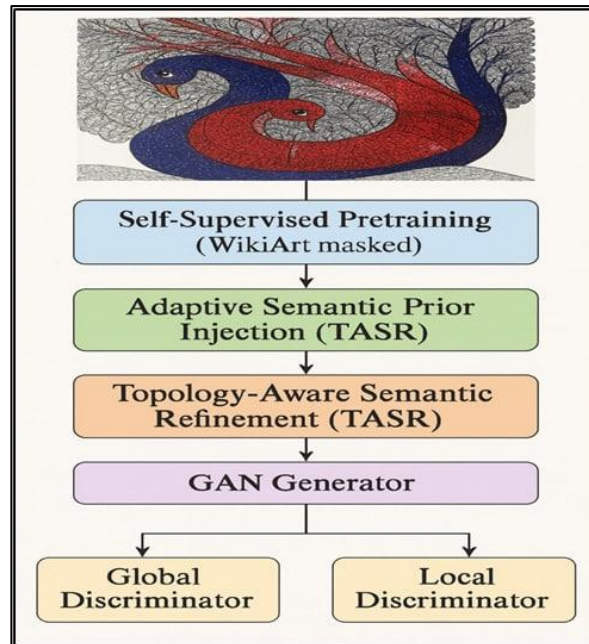 Self-Supervised Pretraining
(WikiArt masked)
Adaptive Semantic Prior
Injection (TASR)
Topology-Aware Semantic
Refinement (TASR)
GAN Generator
Global
Discriminator
Local
Discriminator